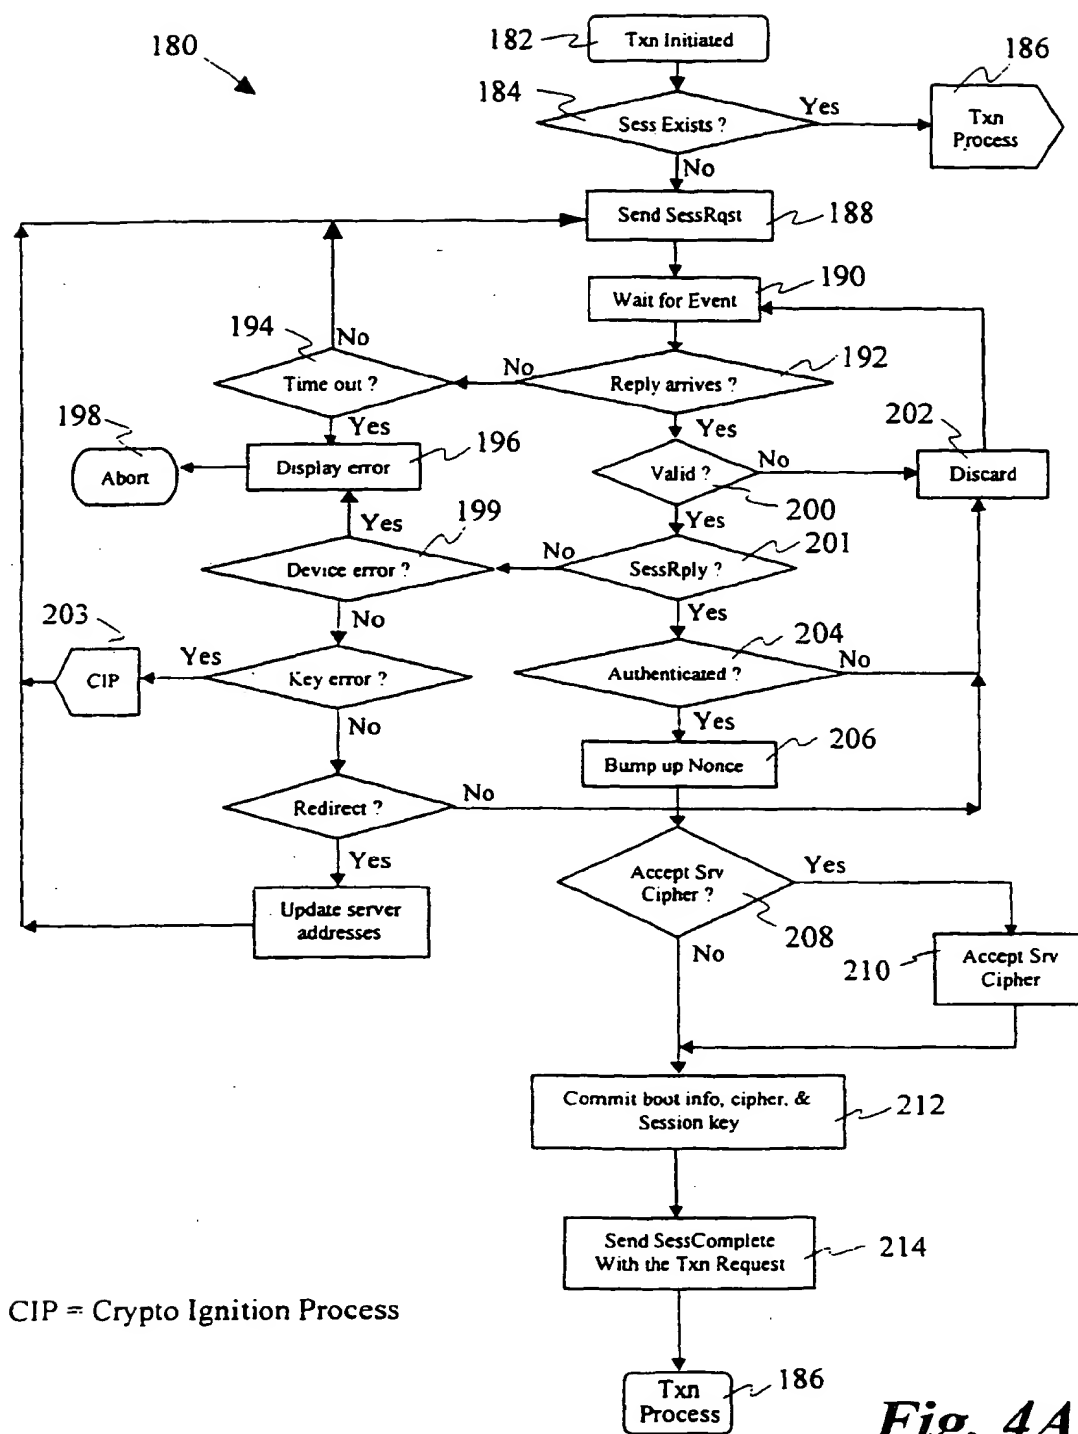 180
182
Txn Initiated
186
184
Sess Exists ?
Yes
Txn
Process
No
Send SessRqst
188
190
Wait for Event
194
No
192
Time out ?
No
Reply arrives ?
198
Yes
Yes
202
Abort
Display error
196
Valid ?
No
Discard
200
Yes
199
Yes
201
Device error ?
No
SessRply ?
203
No
Yes
204
CIP
Yes
Key error ?
Authenticated ?
No
No
Yes
206
Bump up Nonce
Redirect ?
No
Yes
Accept Srv
Cipher ?
Yes
208
Update server
addresses
No
210
Accept Srv
Cipher
Commit boot info, cipher, &
Session key
212
Send SessComplete
With the Txn Request
214
CIP = Crypto Ignition Process
Txn
Process
186
Fig. 4A